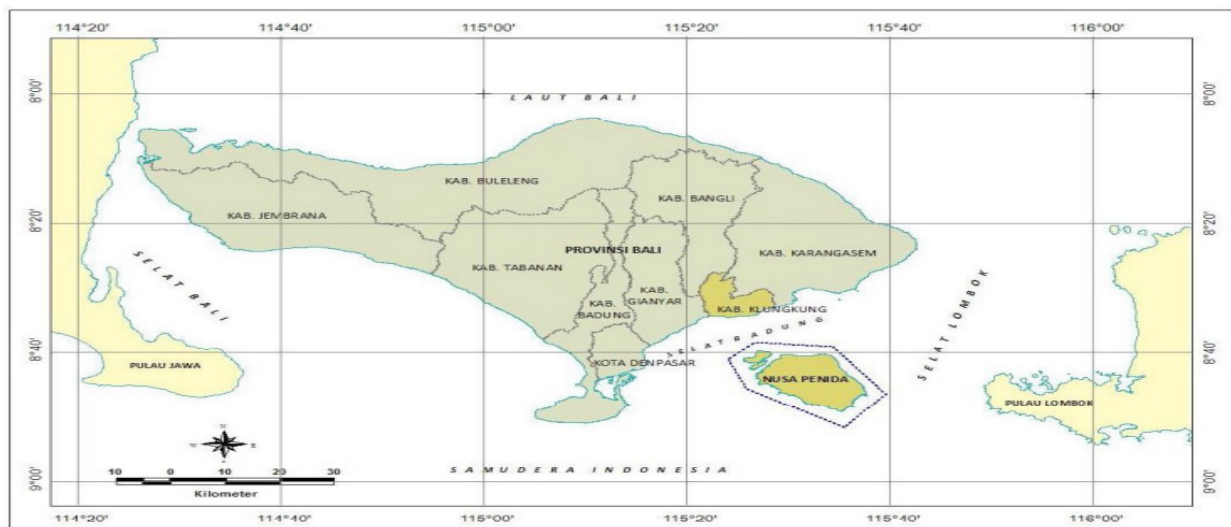 114°20' 114°40' 115°00' 115°20' 115°40' 116°00'
8°00' 8°00'
LAUT BALI
KAB. BULELENG
KAB. BANGLI
KAB. JEMBRANA
8°20' 8°20'
PROVINSI BALI
KAB. KARANGASEM
KAB. TABANAN
SELAT BALI
KAB. GIANYAR
KAB. BADUNG
KAB. KLUNGKUNG
SELAT LOMBOK
SELAT BADUNG
8°40' 8°40'
KOTA DENPASAR
PULAU JAWA
NUSA PENIDA
PULAU LOMBOK
SAMUDERA INDONESIA
10 0 10 20 30
Kilometer
9°00' 9°00'
114°20' 114°40' 115°00' 115°20' 115°40' 116°00'